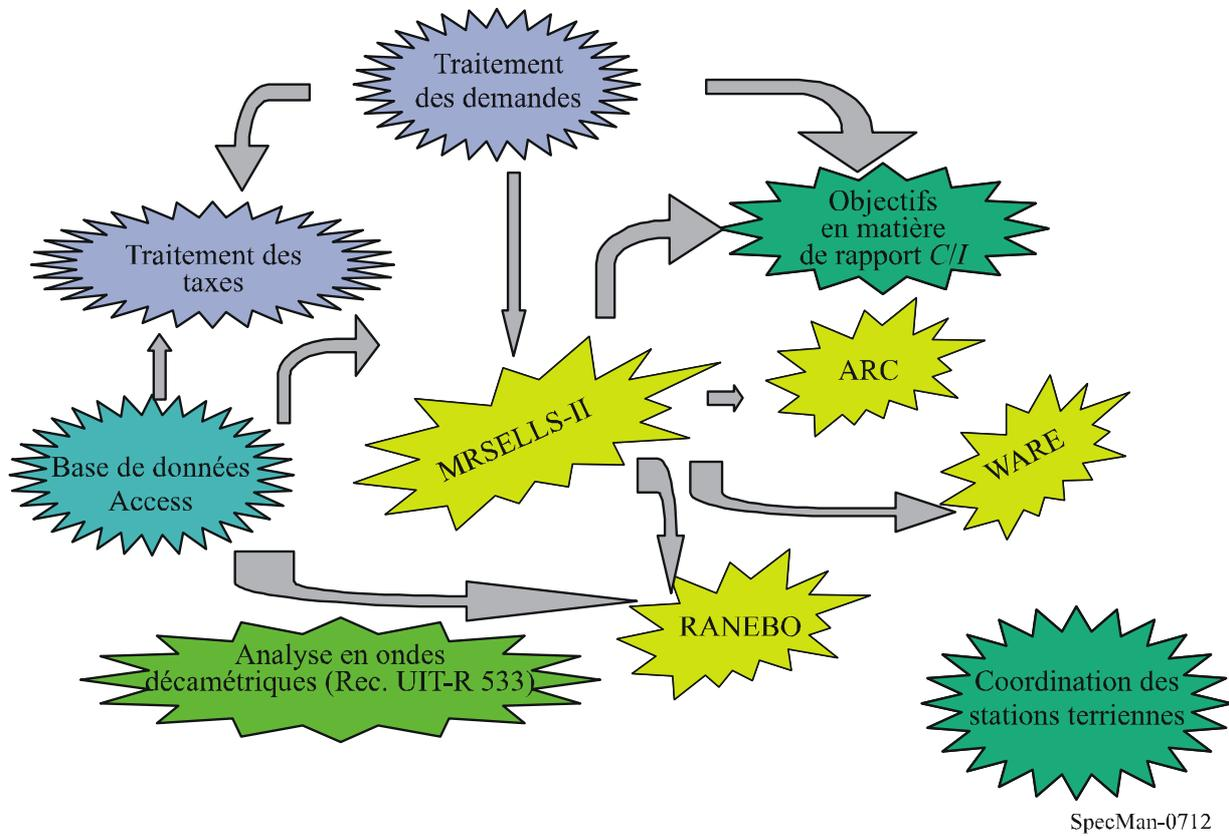 Traitement
des demandes
Objectifs
en matière
de rapport C/I
Traitement des
taxes
ARC
MRSELLS-II
WARE
Base de données
Access
RANEBO
Analyse en ondes
décamétriques (Rec. UIT-R 533)
Coordination des
stations terriennes
SpecMan-0712